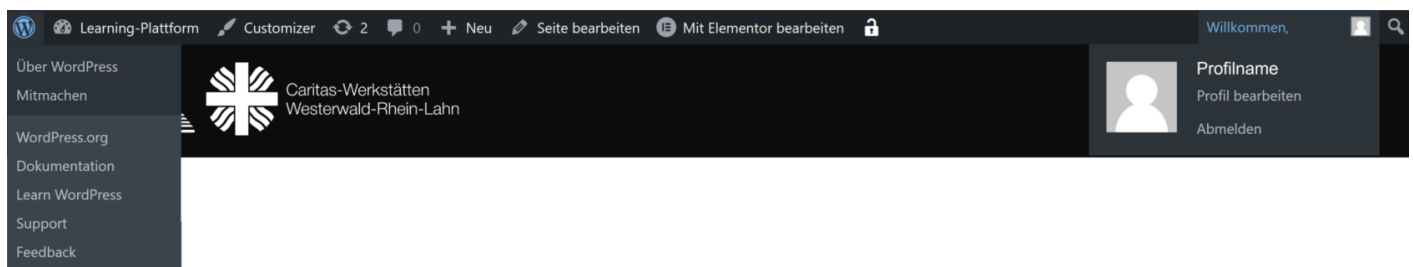 Learning-Plattform Customizer 2 0 Neu Seite bearbeiten Mit Elementor bearbeiten Willkommen,
Über WordPress
Mitmachen
WordPress.org
Dokumentation
Learn WordPress
Support
Feedback
Caritas-Werkstätten
Westerwald-Rhein-Lahn
Profilname
Profil bearbeiten
Abmelden